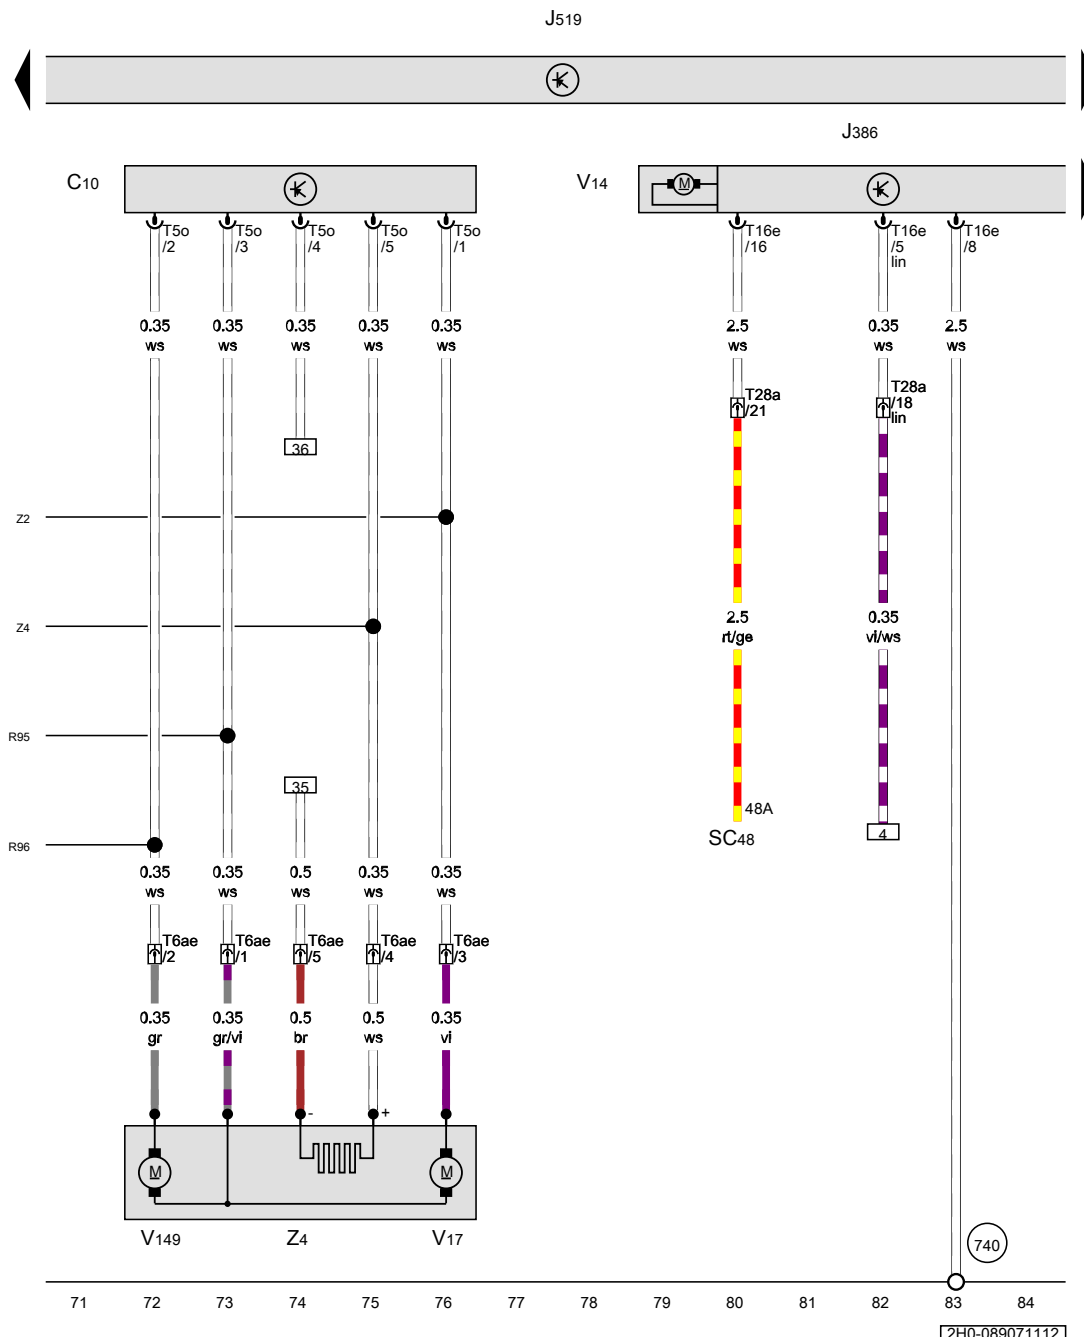 J519
J386
C10
V14
T5o
/2
T5o
/3
T5o
/4
T5o
/5
T5o
/1
T16e
/16
T16e
/5
lin
T16e
/8
M
0.35
ws
0.35
ws
0.35
ws
0.35
ws
0.35
ws
2.5
ws
0.35
ws
2.5
ws
T28a
/21
T28a
/18
lin
36
Z2
Z4
2.5
rt/ge
0.35
vi/ws
R95
35
48A
SC48
4
R96
0.35
ws
0.35
ws
0.5
ws
0.35
ws
0.35
ws
T6ae
/2
T6ae
/1
T6ae
/5
T6ae
/4
T6ae
/3
0.35
gr
0.35
gr/vi
0.5
br
0.5
ws
0.35
vi
-
+
M
M
V149
Z4
V17
740
71 72 73 74 75 76 77 78 79 80 81 82 83 84
2H0-089071112